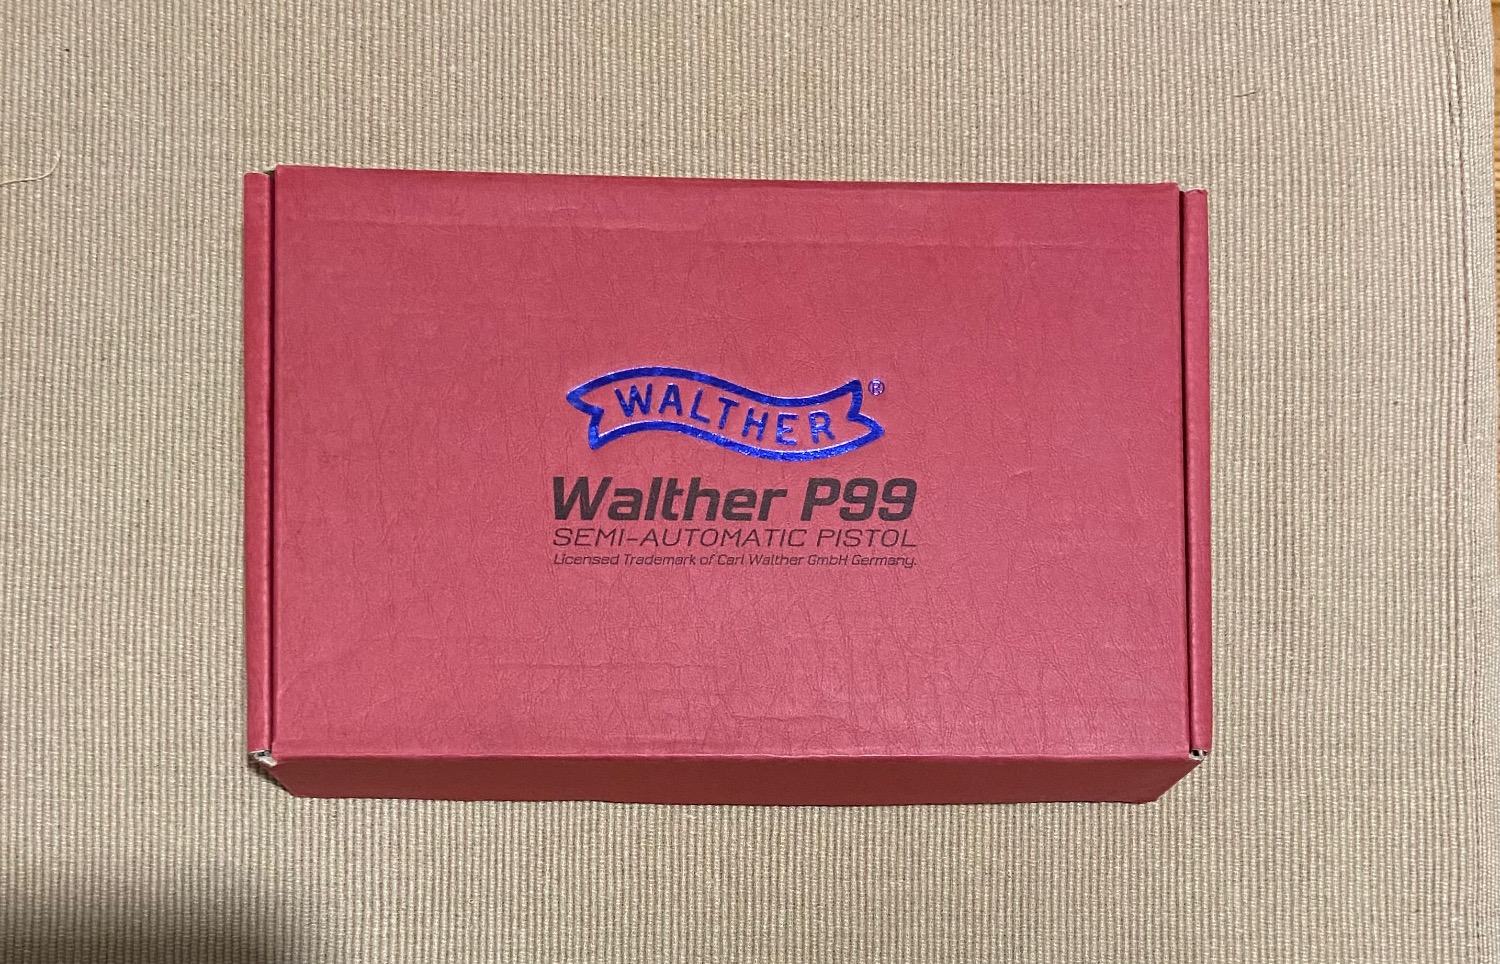 WALTHER®
Walther P99
SEMI-AUTOMATIC PISTOL
Licensed Trademark of Carl Walther GmbH Germany.